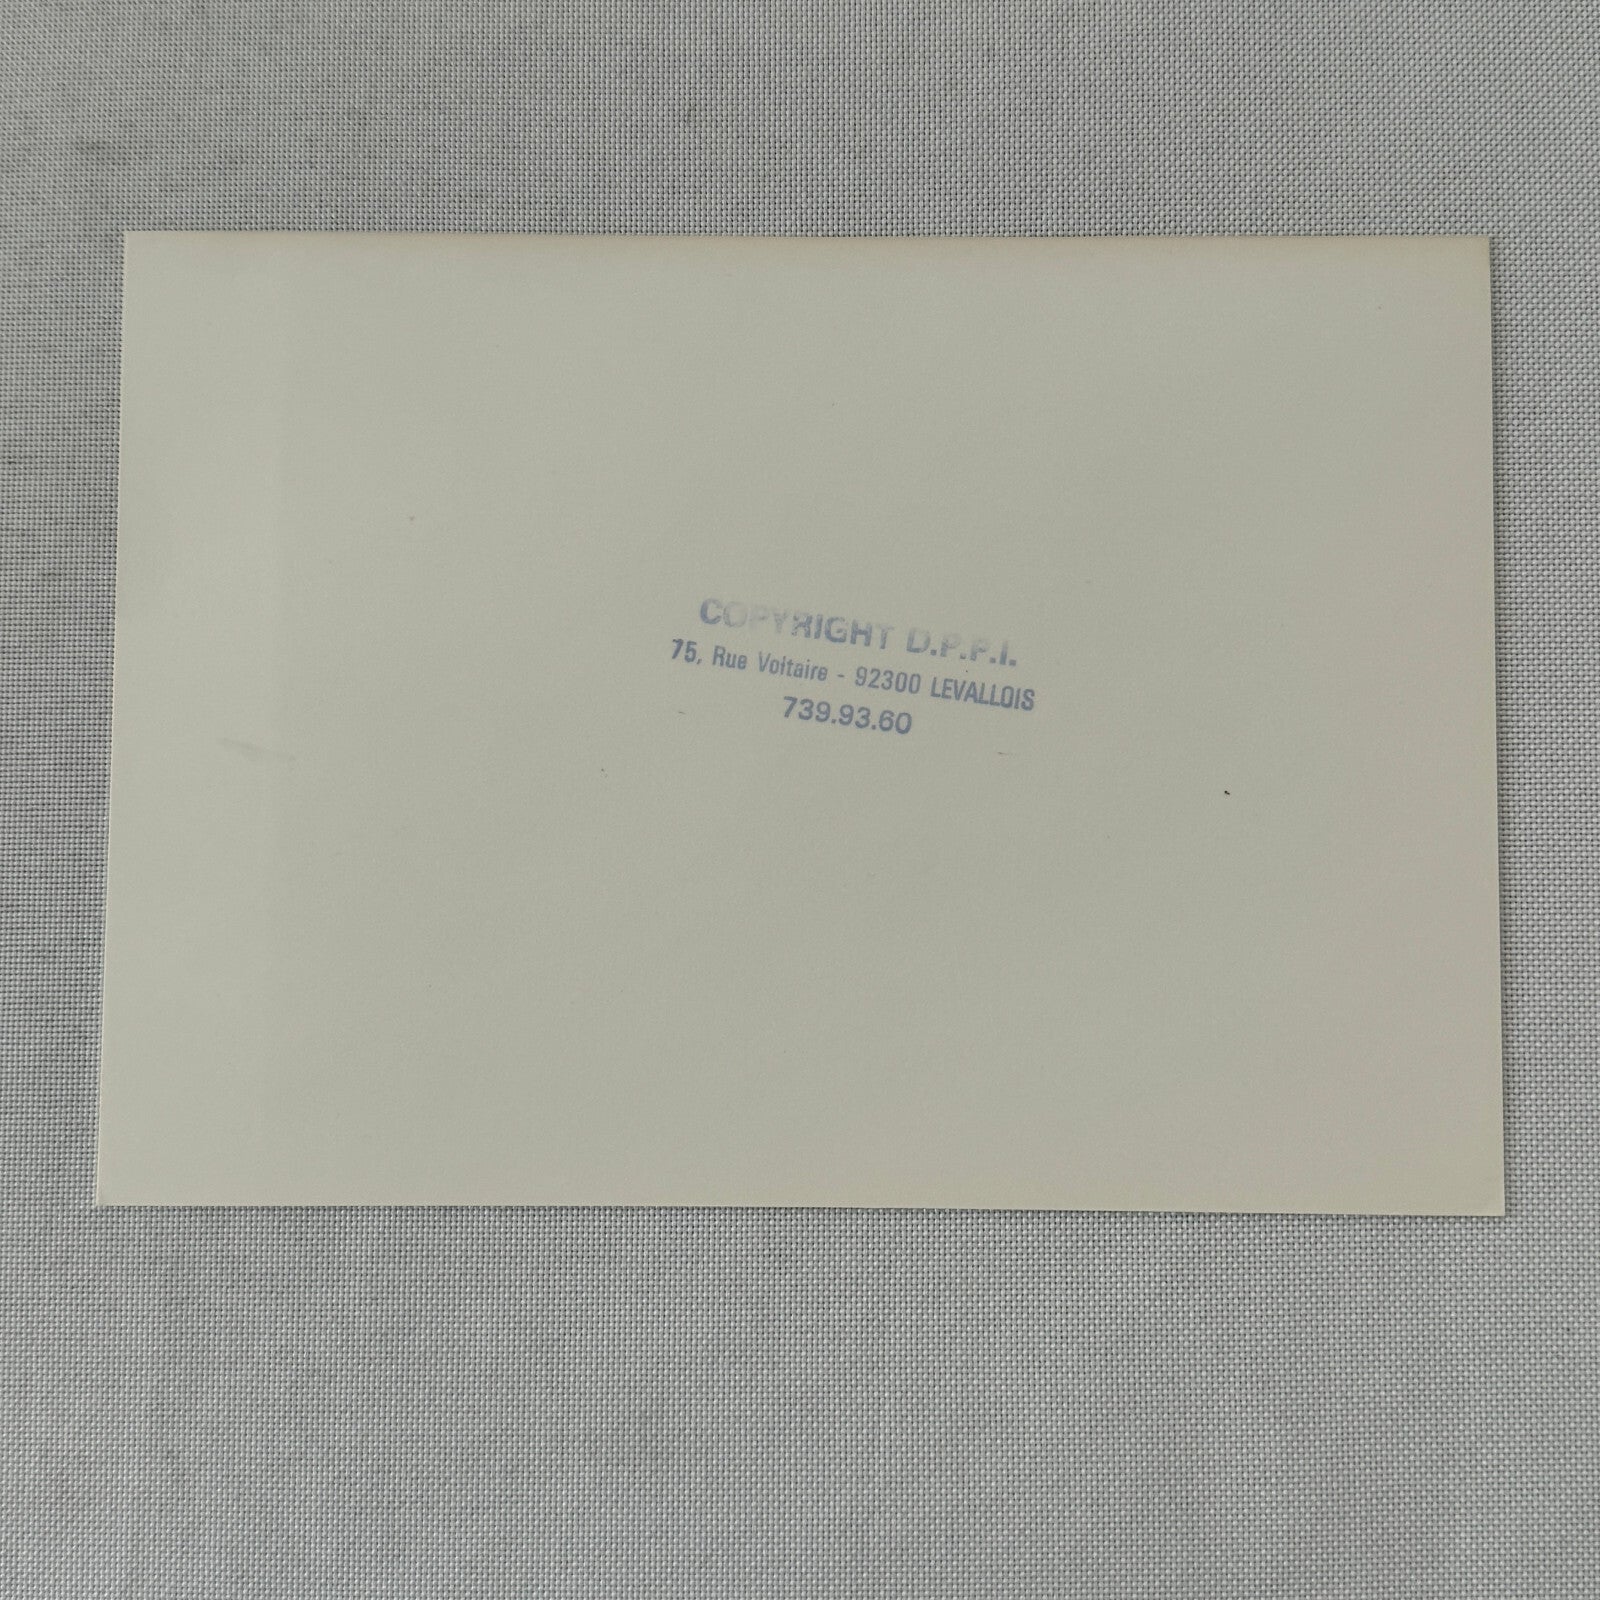 COPYRIGHT D.P.P.I.
75, Rue Voltaire - 92300 LEVALLOIS
739.93.60